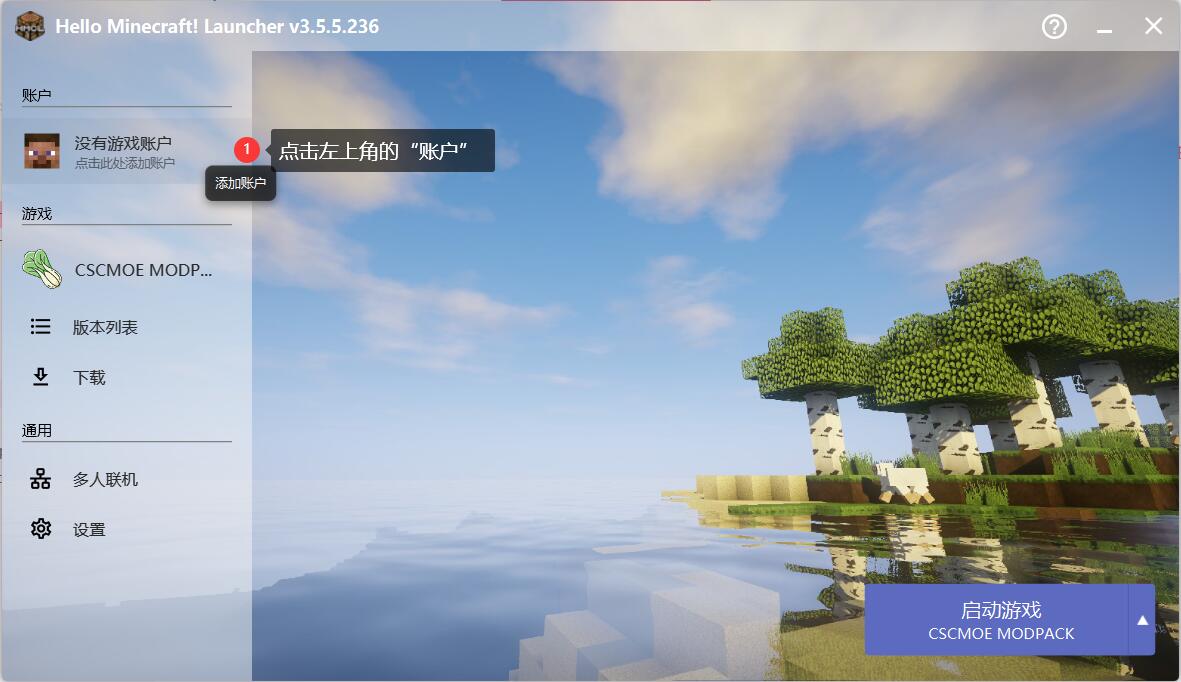 Hello Minecraft! Launcher v3.5.5.236
账户
没有游戏账户
点击此处添加账户
1
点击左上角的“账户”
添加账户
游戏
CSCMOE MODP...
版本列表
下载
通用
多人联机
设置
启动游戏
CSCMOE MODPACK